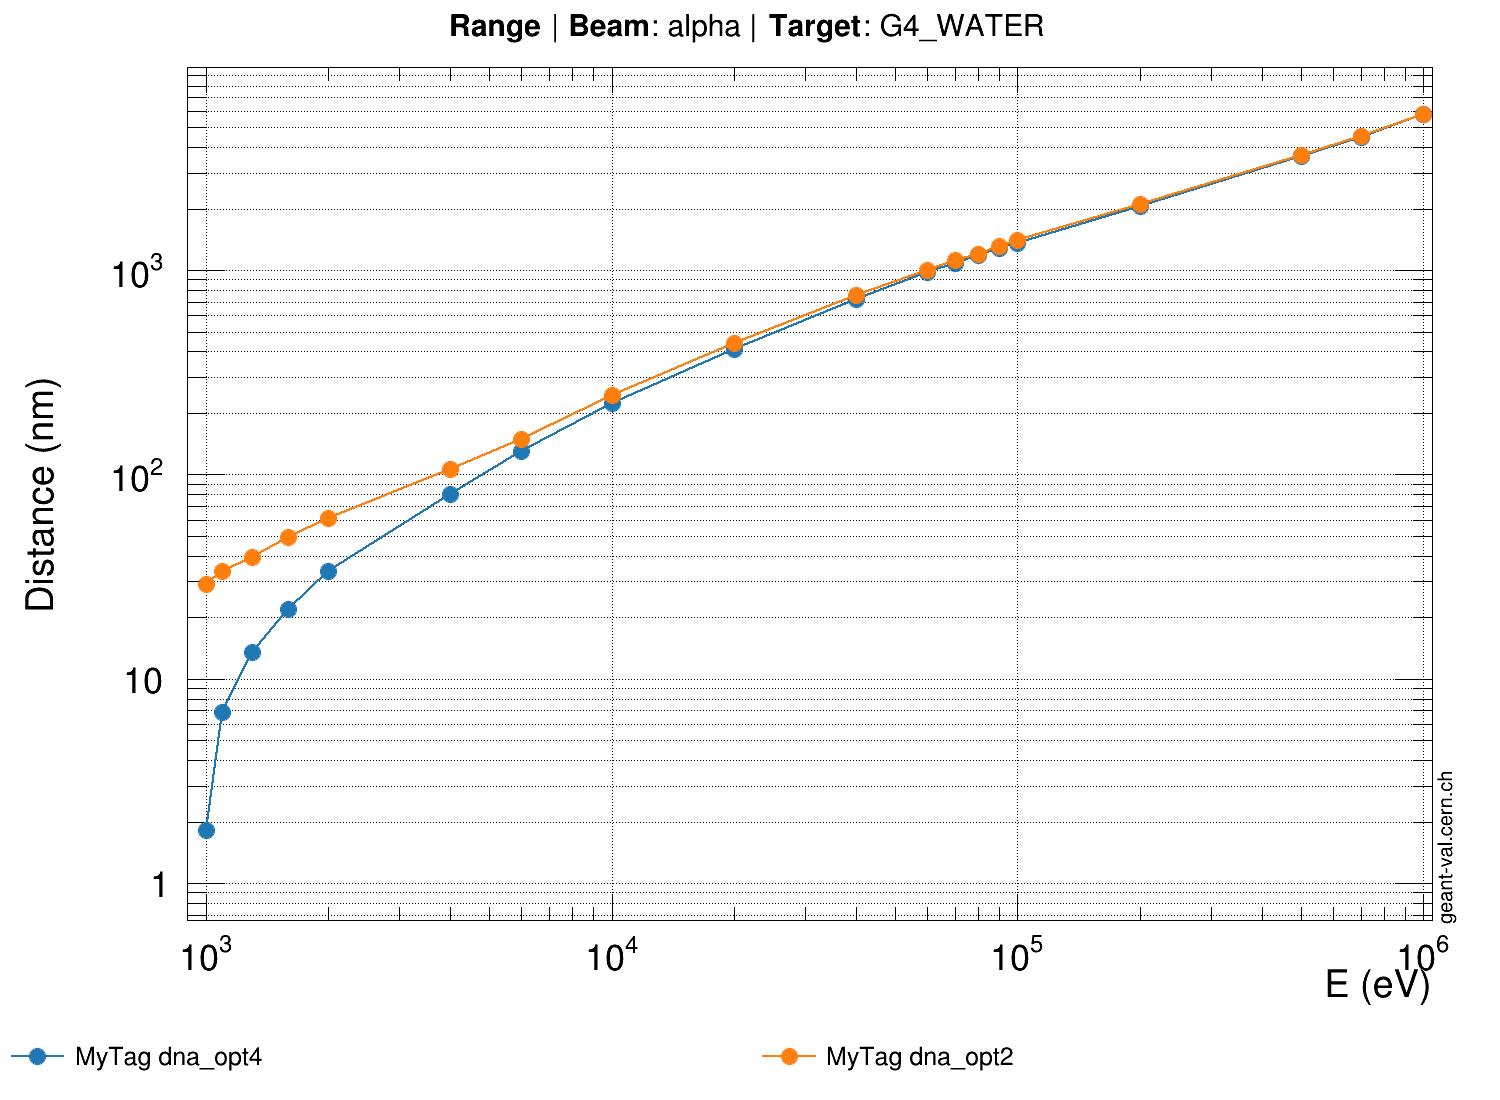 Range | Beam: alpha | Target: G4_WATER
Distance (nm)
10³
10²
10
1
10³ 10⁴ 10⁵ 10⁶
E (eV)
geant-val.cern.ch
MyTag dna_opt4
MyTag dna_opt2